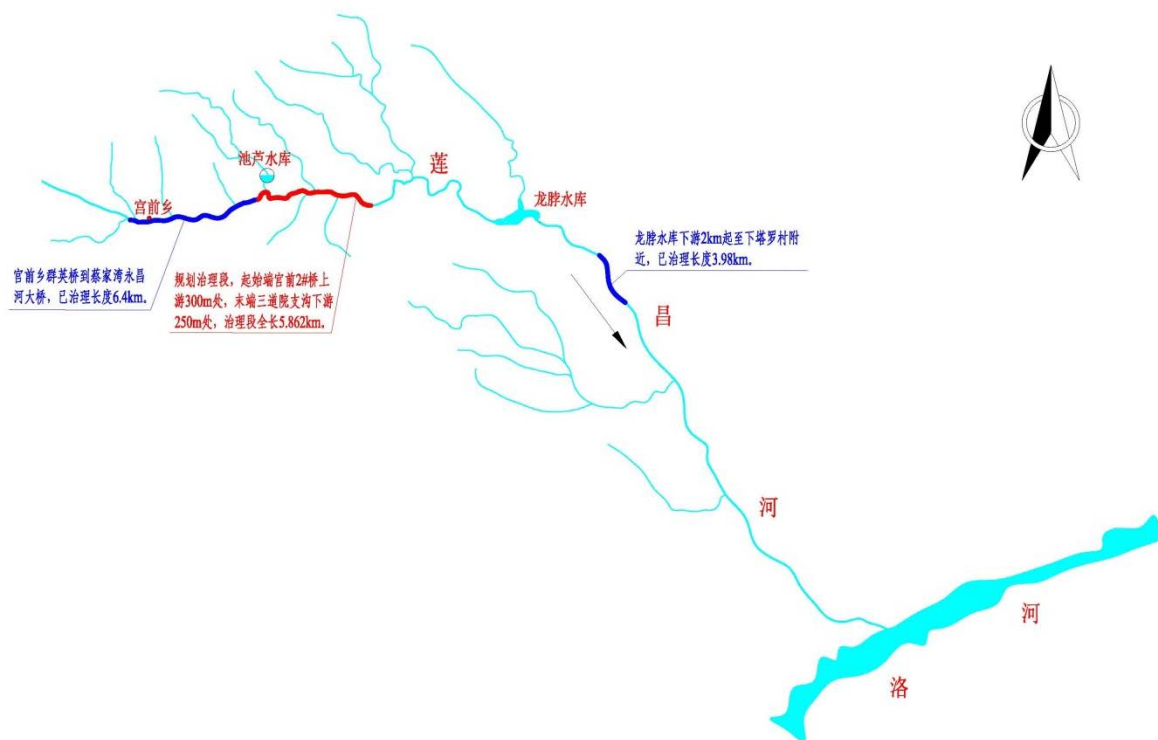 池芦水库
莲
宫前乡
龙脖水库
宫前乡群英桥到蔡家湾永昌
河大桥，已治理长度6.4km。
规划治理段，起始端宫前2#桥上
游300m处，末端三道院支沟下游
250m处，治理段全长5.862km。
龙脖水库下游2km起至下塔罗村附
近，已治理长度3.98km。
昌
河
河
洛